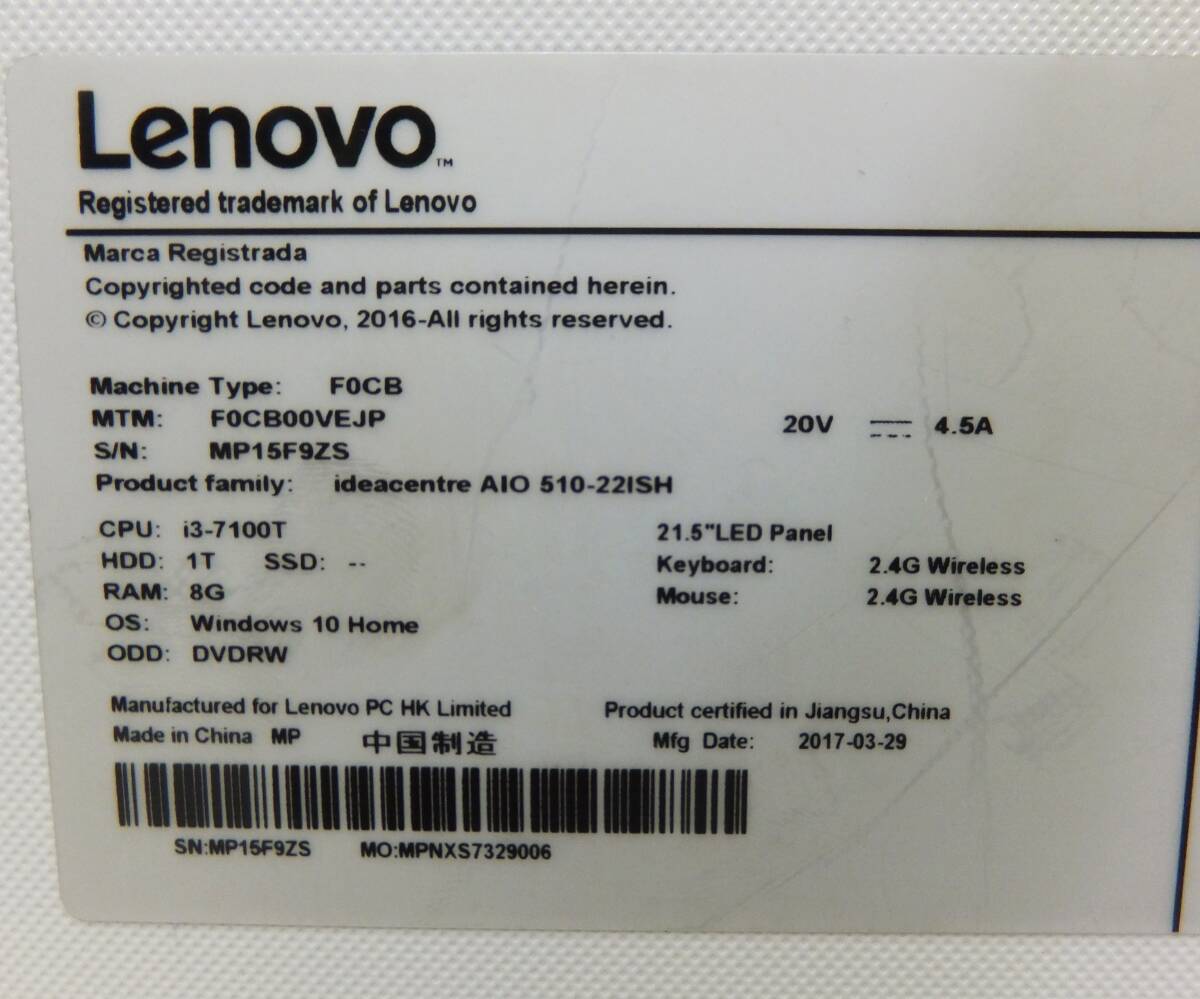 Lenovo™
Registered trademark of Lenovo
Marca Registrada
Copyrighted code and parts contained herein.
© Copyright Lenovo, 2016-All rights reserved.
Machine Type: F0CB
MTM: F0CB00VEJP 20V 4.5A
S/N: MP15F9ZS
Product family: ideacentre AIO 510-22ISH
CPU: i3-7100T 21.5"LED Panel
HDD: 1T SSD: -- Keyboard: 2.4G Wireless
RAM: 8G Mouse: 2.4G Wireless
OS: Windows 10 Home
ODD: DVDRW
Manufactured for Lenovo PC HK Limited Product certified in Jiangsu,China
Made in China MP 中国制造 Mfg Date: 2017-03-29
SN:MP15F9ZS MO:MPNXS7329006